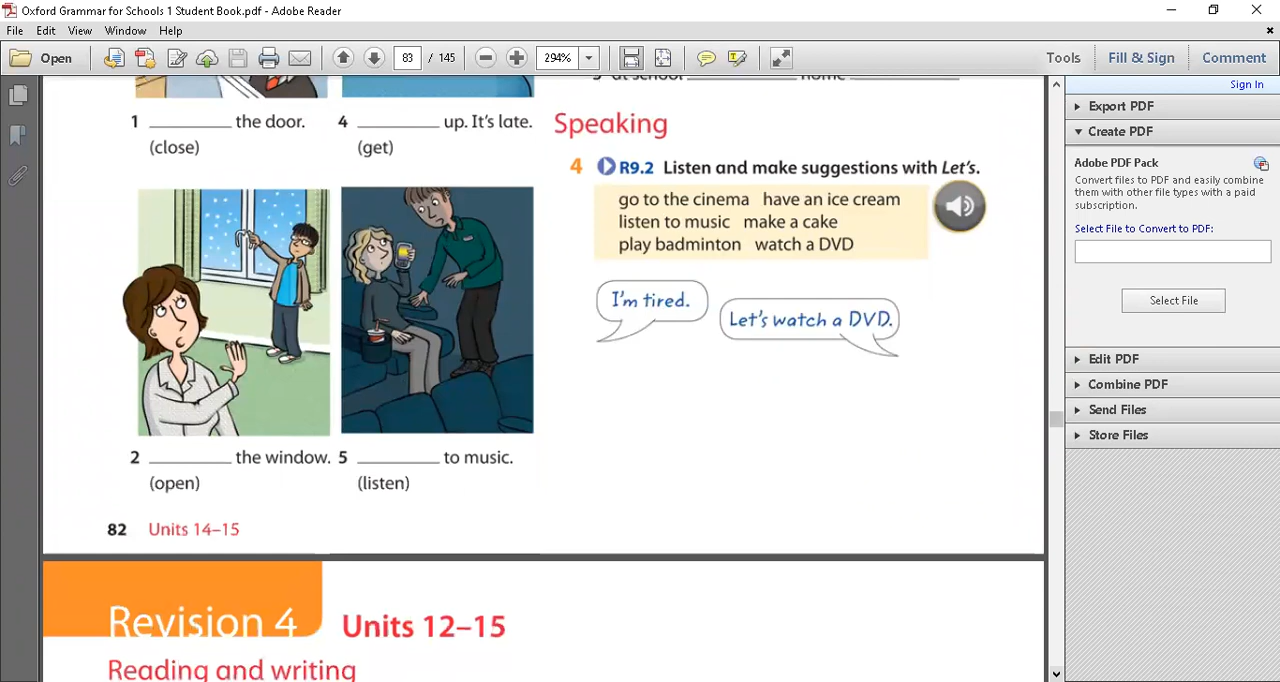 Oxford Grammar for Schools 1 Student Book.pdf - Adobe Reader
File Edit View Window Help
Open 83 / 145 294% Tools Fill & Sign Comment
Sign In
Export PDF
Create PDF
Adobe PDF Pack
Convert files to PDF and easily combine
them with other file types with a paid
subscription.
Select File to Convert to PDF:
Select File
Edit PDF
Combine PDF
Send Files
Store Files
1 __________ the door.
(close)
4 __________ up. It's late.
(get)
2 __________ the window.
(open)
5 __________ to music.
(listen)
82 Units 14–15
Speaking
4 R9.2 Listen and make suggestions with Let's.
go to the cinema have an ice cream
listen to music make a cake
play badminton watch a DVD
I'm tired.
Let's watch a DVD.
Revision 4 Units 12–15
Reading and writing